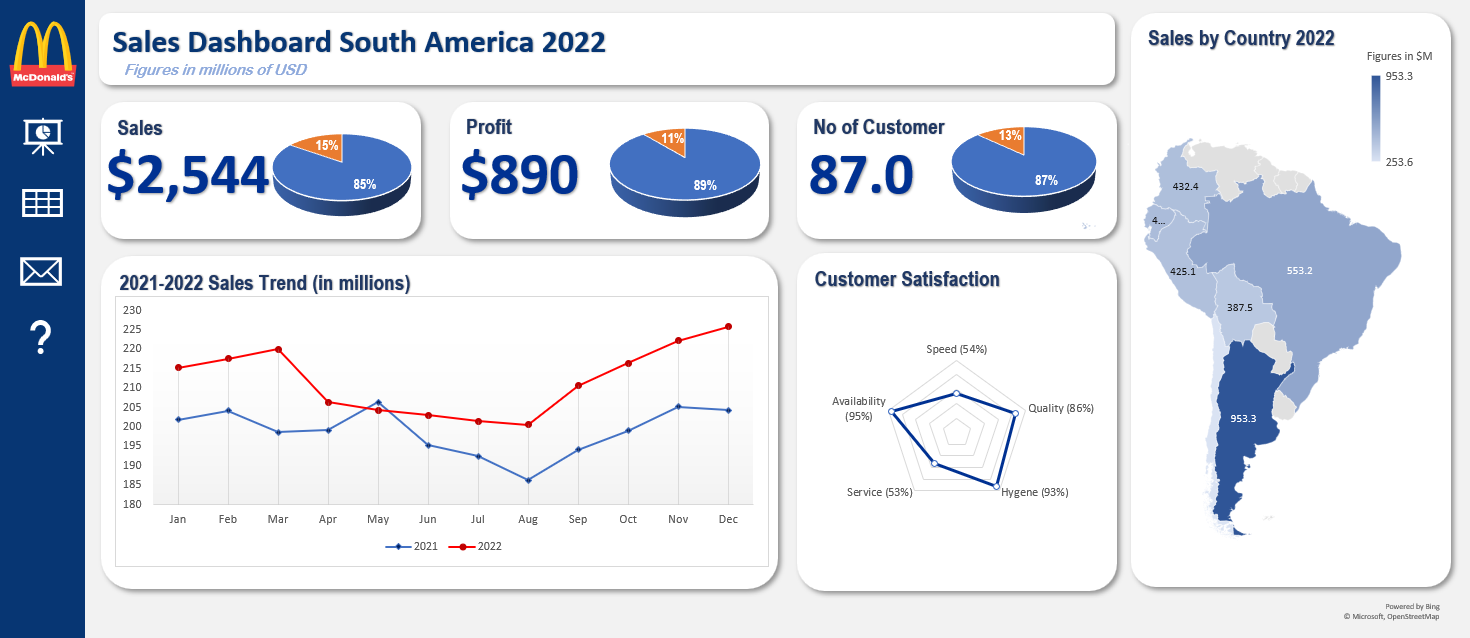 McDonald's
Sales Dashboard South America 2022
Figures in millions of USD
Sales
$2,544
15%
85%
Profit
$890
11%
89%
No of Customer
87.0
13%
87%
2021-2022 Sales Trend (in millions)
230
225
220
215
210
205
200
195
190
185
180
Jan Feb Mar Apr May Jun Jul Aug Sep Oct Nov Dec
2021 2022
Customer Satisfaction
Speed (54%)
Availability
(95%)
Quality (86%)
Service (53%)
Hygene (93%)
Sales by Country 2022
Figures in $M
953.3
253.6
432.4
4...
425.1
553.2
387.5
953.3
Powered by Bing
© Microsoft, OpenStreetMap